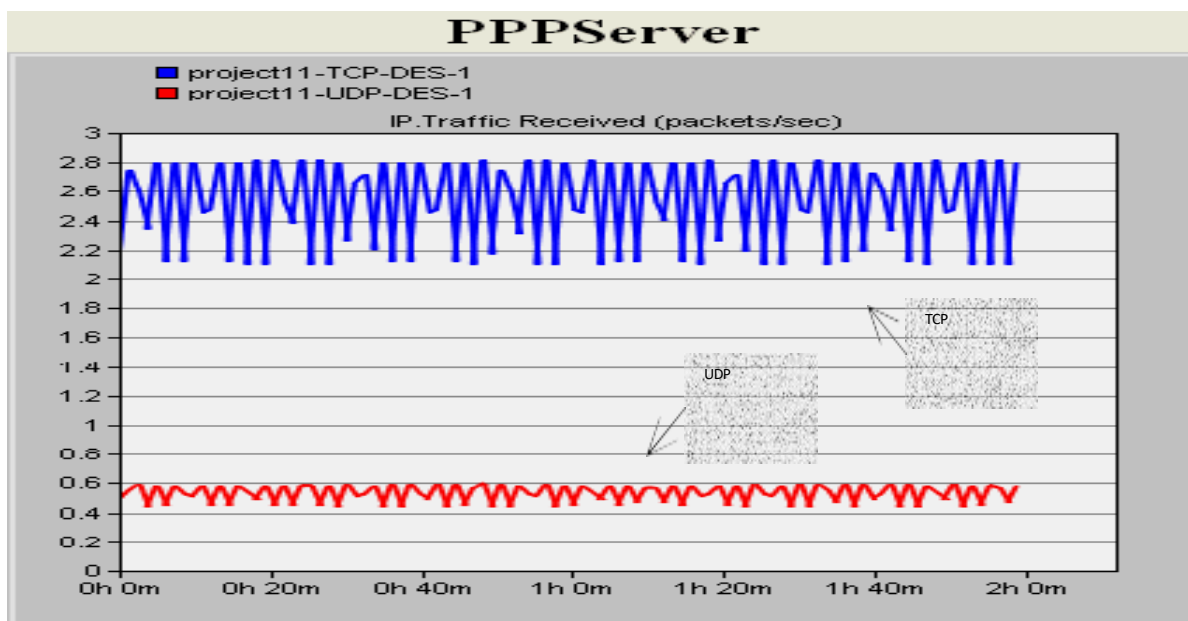 PPPServer
project11-TCP-DES-1
project11-UDP-DES-1
IP.Traffic Received (packets/sec)
3
2.8
2.6
2.4
2.2
2
1.8
1.6
1.4
1.2
1
0.8
0.6
0.4
0.2
0
TCP
UDP
0h 0m 0h 20m 0h 40m 1h 0m 1h 20m 1h 40m 2h 0m